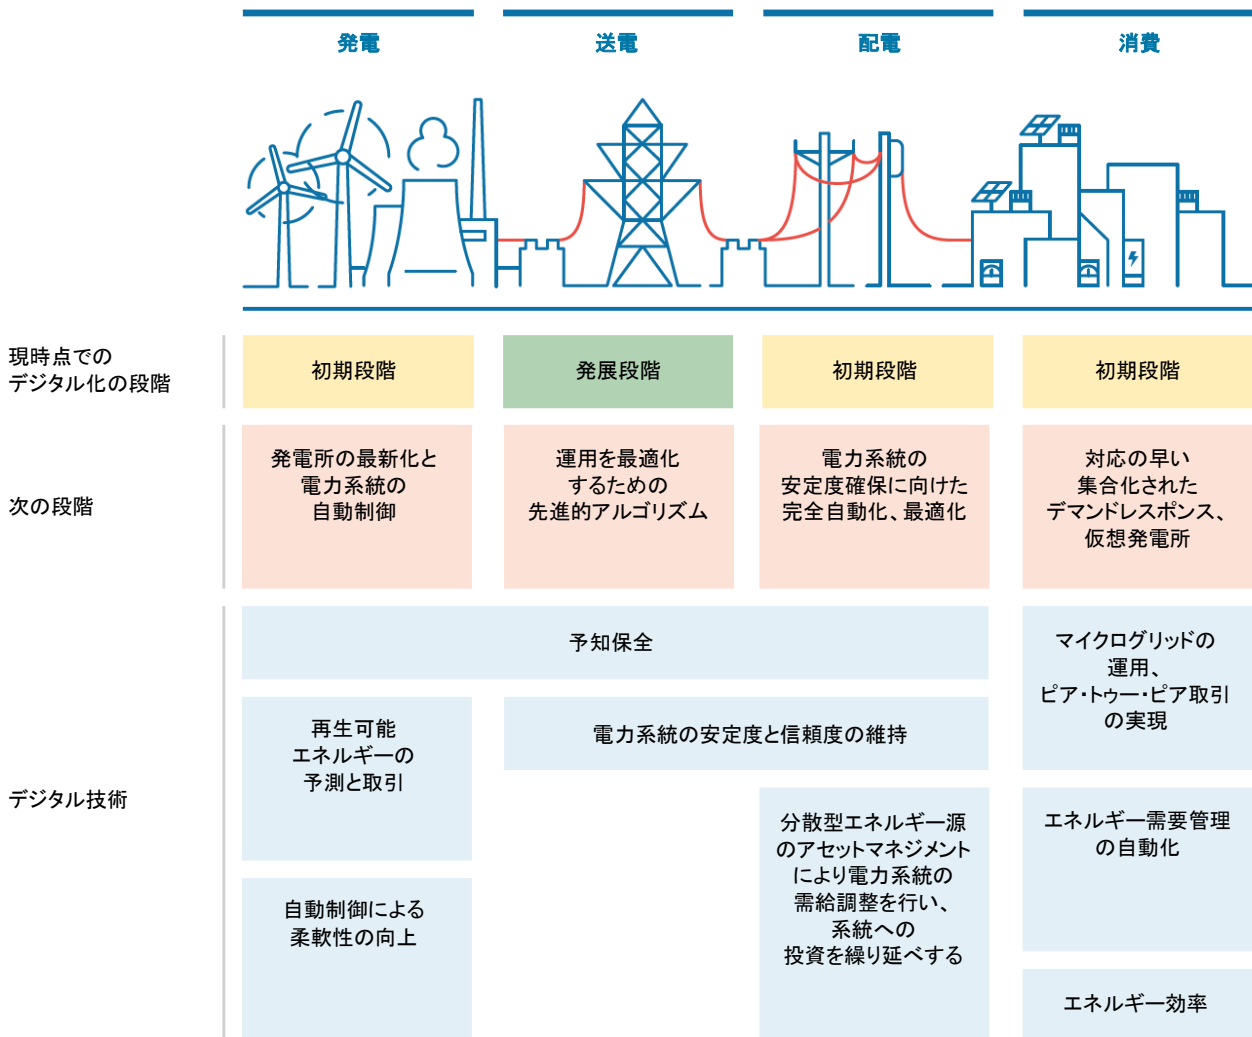 発電
送電
配電
消費
現時点での
デジタル化の段階
初期段階
発展段階
初期段階
初期段階
次の段階
発電所の最新化と
電力系統の
自動制御
運用を最適化
するための
先進的アルゴリズム
電力系統の
安定度確保に向けた
完全自動化、最適化
対応の早い
集合化された
デマンドレスポンス、
仮想発電所
デジタル技術
予知保全
マイクログリッドの
運用、
ピア・トゥー・ピア取引
の実現
再生可能
エネルギーの
予測と取引
電力系統の安定度と信頼度の維持
分散型エネルギー源
のアセットマネジメント
により電力系統の
需給調整を行い、
系統への
投資を繰り延べする
エネルギー需要管理
の自動化
自動制御による
柔軟性の向上
エネルギー効率